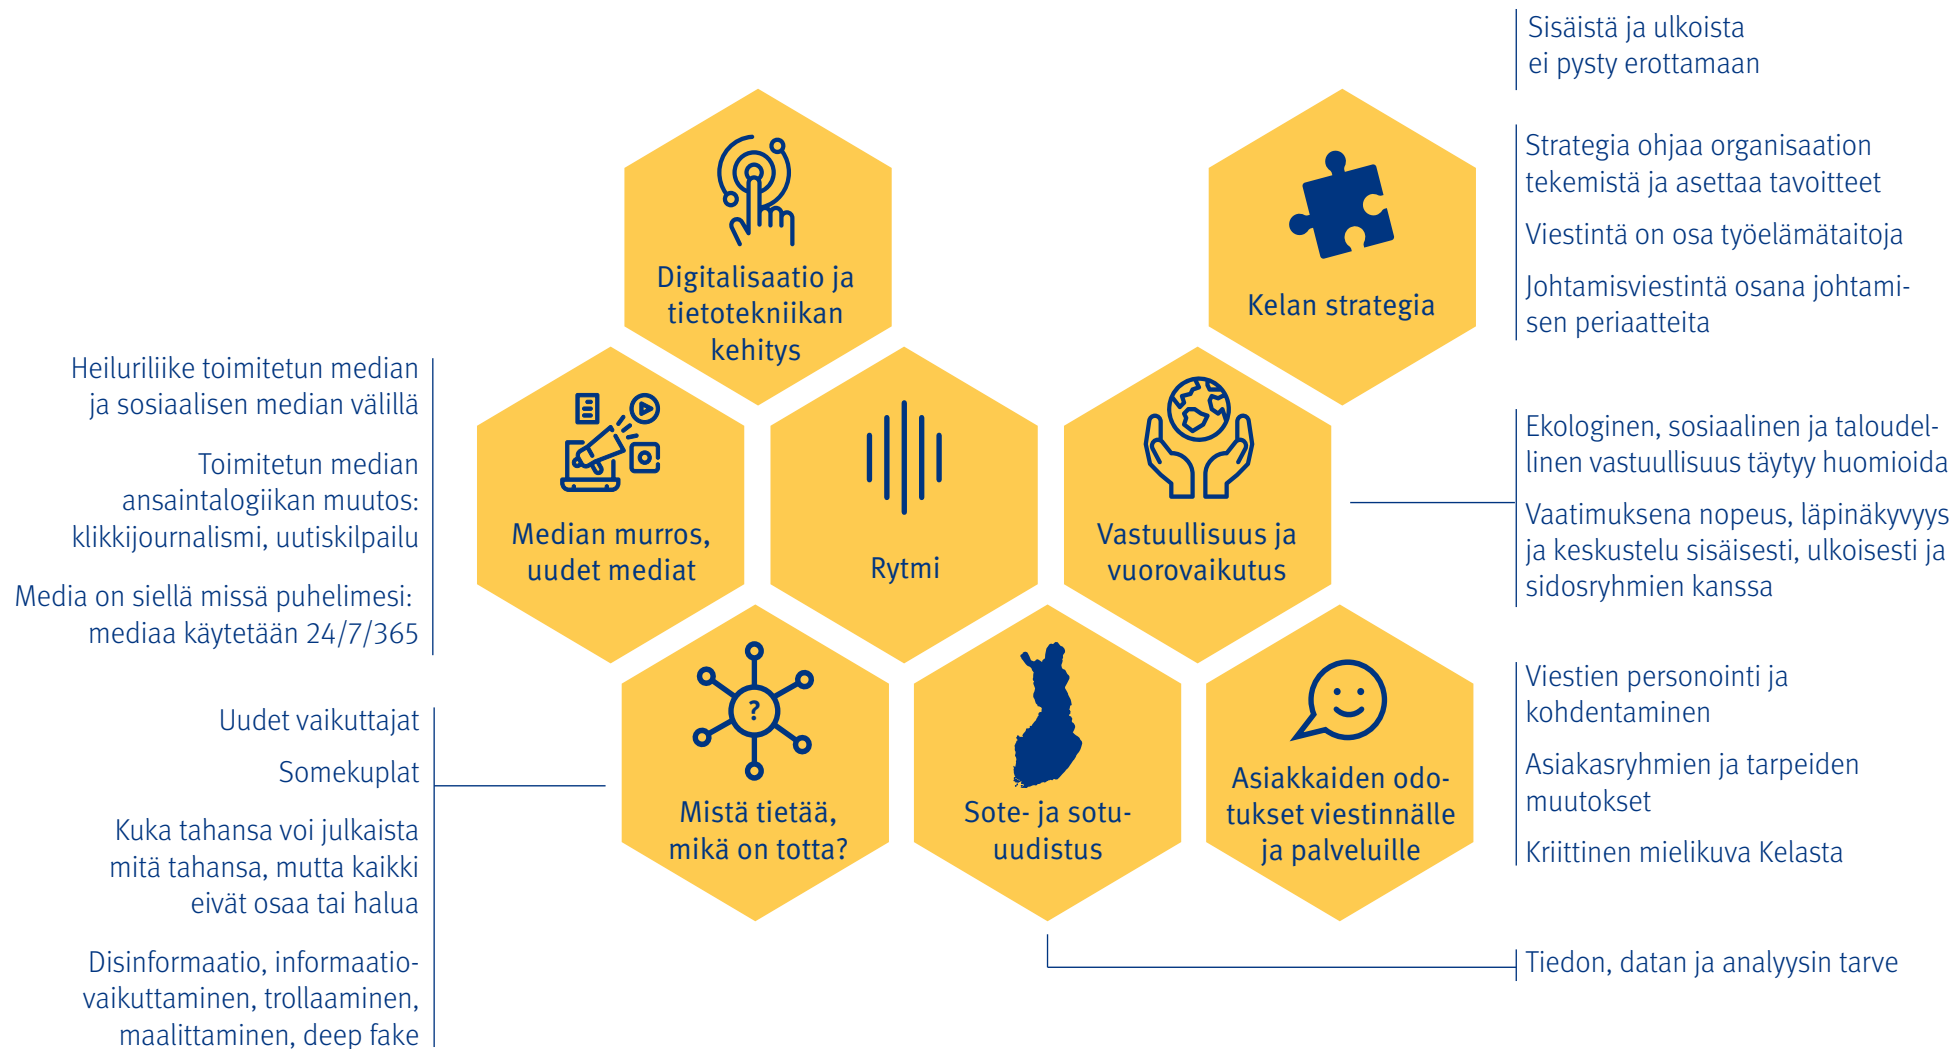 Sisäistä ja ulkoista
ei pysty erottamaan
Strategia ohjaa organisaation
tekemistä ja asettaa tavoitteet
Viestintä on osa työelämätaitoja
Johtamisviestintä osana johtami-
sen periaatteita
Kelan strategia
Digitalisaatio ja
tietotekniikan
kehitys
Heiluriliike toimitetun median
ja sosiaalisen median välillä
Toimitetun median
ansaintalogiikan muutos:
klikkijournalismi, uutiskilpailu
Media on siellä missä puhelimesi:
mediaa käytetään 24/7/365
Median murros,
uudet mediat
Rytmi
Vastuullisuus ja
vuorovaikutus
Ekologinen, sosiaalinen ja taloudel-
linen vastuullisuus täytyy huomioida
Vaatimuksena nopeus, läpinäkyvyys
ja keskustelu sisäisesti, ulkoisesti ja
sidosryhmien kanssa
Uudet vaikuttajat
Somekuplat
Kuka tahansa voi julkaista
mitä tahansa, mutta kaikki
eivät osaa tai halua
Disinformaatio, informaatio-
vaikuttaminen, trollaaminen,
maalittaminen, deep fake
?
Mistä tietää,
mikä on totta?
Sote- ja sotu-
uudistus
Asiakkaiden odo-
tukset viestinnälle
ja palveluille
Viestien personointi ja
kohdentaminen
Asiakasryhmien ja tarpeiden
muutokset
Kriittinen mielikuva Kelasta
Tiedon, datan ja analyysin tarve